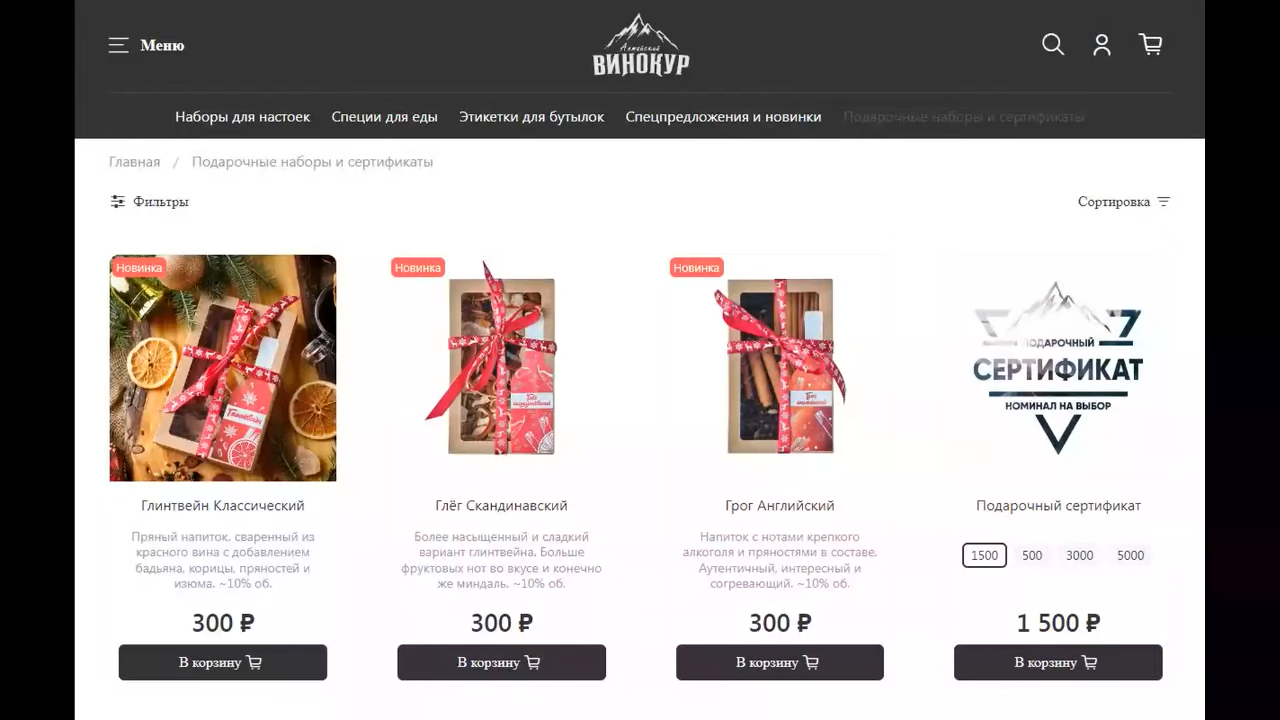 Меню
Алтайский
ВИНОКУР
Наборы для настоек
Специи для еды
Этикетки для бутылок
Спецпредложения и новинки
Подарочные наборы и сертификаты
Главная / Подарочные наборы и сертификаты
Фильтры
Сортировка
Новинка
Новинка
Новинка
Глинтвейн
ПОДАРОЧНЫЙ
СЕРТИФИКАТ
НОМИНАЛ НА ВЫБОР
Глинтвейн Классический
Пряный напиток, сваренный из
красного вина с добавлением
бадьяна, корицы, пряностей и
изюма. ~10% об.
300 ₽
В корзину
Глёг Скандинавский
Более насыщенный и сладкий
вариант глинтвейна. Больше
фруктовых нот во вкусе и конечно
же миндаль. ~10% об.
300 ₽
В корзину
Грог Английский
Напиток с нотами крепкого
алкоголя и пряностями в составе.
Аутентичный, интересный и
согревающий. ~10% об.
300 ₽
В корзину
Подарочный сертификат
1500 500 3000 5000
1 500 ₽
В корзину